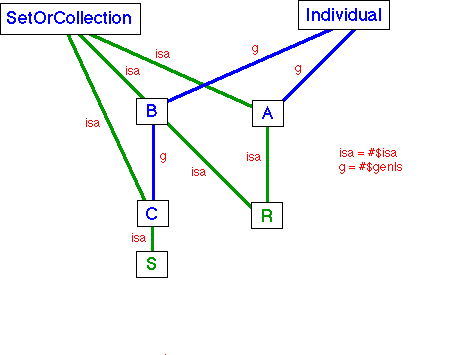 SetOrCollection
Individual
g
isa
isa
g
B
A
isa
g
isa
isa
isa = #$isa
g = #$genls
C
R
isa
S